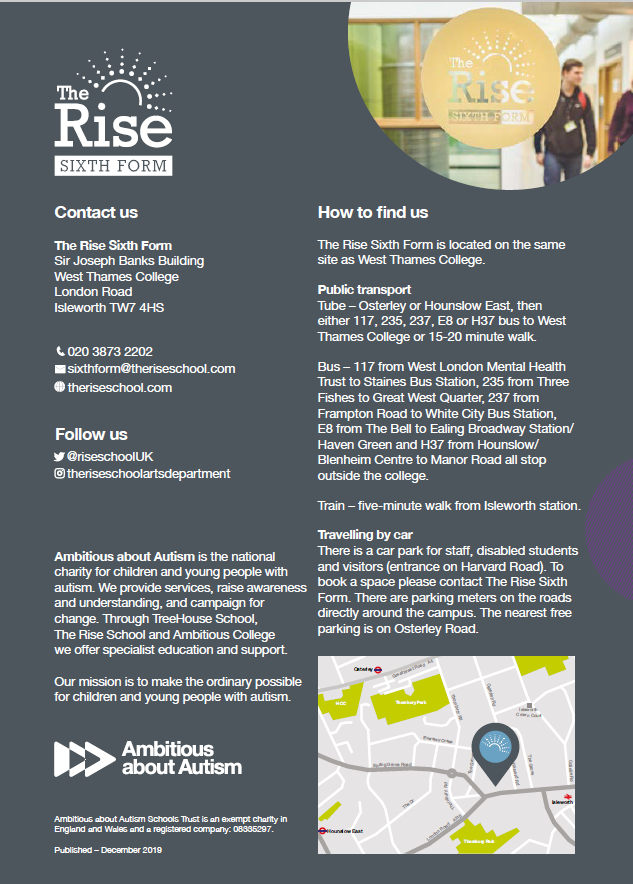 The
Rise
SIXTH FORM
The
Rise
SIXTH FORM
Contact us
The Rise Sixth Form
Sir Joseph Banks Building
West Thames College
London Road
Isleworth TW7 4HS
020 3873 2202
sixthform@theriseschool.com
theriseschool.com
Follow us
@riseschoolUK
theriseschoolartsdepartment
Ambitious about Autism is the national
charity for children and young people with
autism. We provide services, raise awareness
and understanding, and campaign for
change. Through TreeHouse School,
The Rise School and Ambitious College
we offer specialist education and support.
Our mission is to make the ordinary possible
for children and young people with autism.
Ambitious
about Autism
Ambitious about Autism Schools Trust is an exempt charity in
England and Wales and a registered company: 08335297.
Published – December 2019
How to find us
The Rise Sixth Form is located on the same
site as West Thames College.
Public transport
Tube – Osterley or Hounslow East, then
either 117, 235, 237, E8 or H37 bus to West
Thames College or 15-20 minute walk.
Bus – 117 from West London Mental Health
Trust to Staines Bus Station, 235 from Three
Fishes to Great West Quarter, 237 from
Frampton Road to White City Bus Station,
E8 from The Bell to Ealing Broadway Station/
Haven Green and H37 from Hounslow/
Blenheim Centre to Manor Road all stop
outside the college.
Train – five-minute walk from Isleworth station.
Travelling by car
There is a car park for staff, disabled students
and visitors (entrance on Harvard Road). To
book a space please contact The Rise Sixth
Form. There are parking meters on the roads
directly around the campus. The nearest free
parking is on Osterley Road.
Osterley
Thornbury Park
Isleworth
Crown Court
Spring Grove Road
The Gr
London Road
Isleworth
Hounslow East